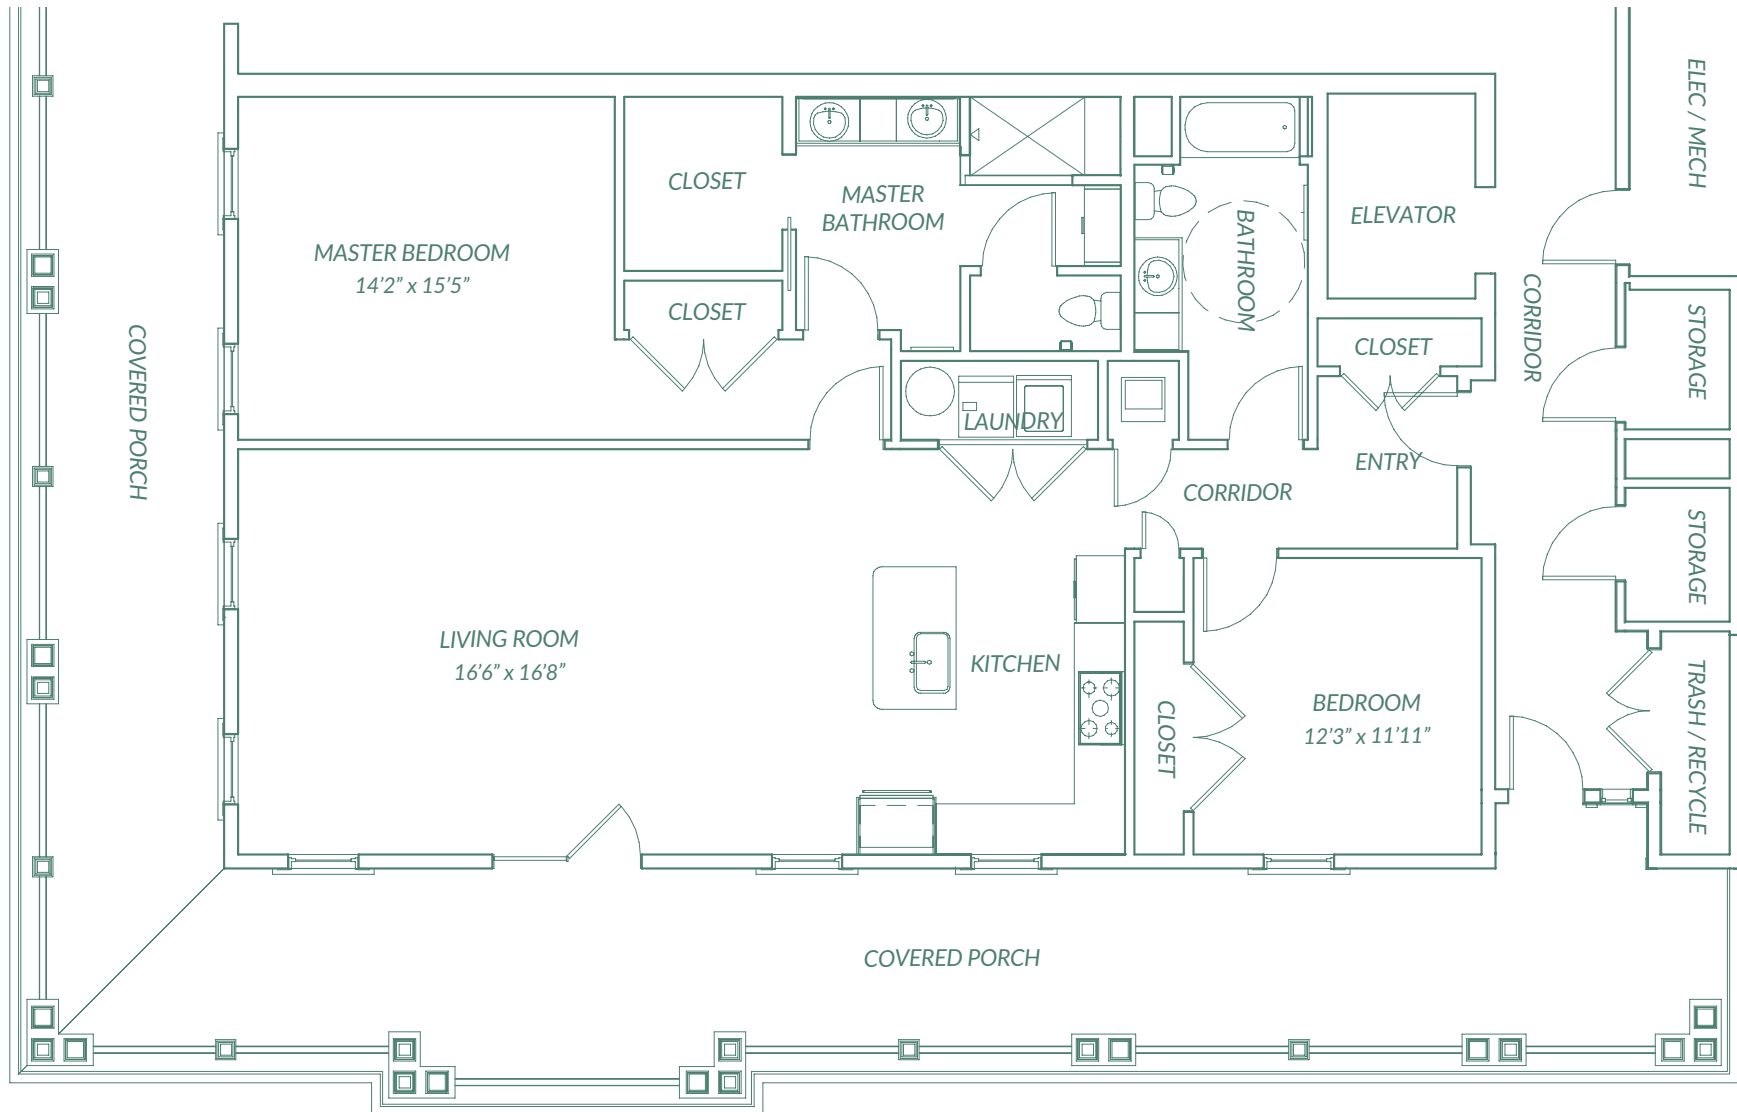 ELEC / MECH
CLOSET
MASTER
BATHROOM
BATHROOM
ELEVATOR
MASTER BEDROOM
14’2” x 15’5”
CLOSET
CORRIDOR
STORAGE
CLOSET
COVERED PORCH
LAUNDRY
ENTRY
CORRIDOR
STORAGE
LIVING ROOM
16’6” x 16’8”
KITCHEN
CLOSET
BEDROOM
12’3” x 11’11”
TRASH / RECYCLE
COVERED PORCH